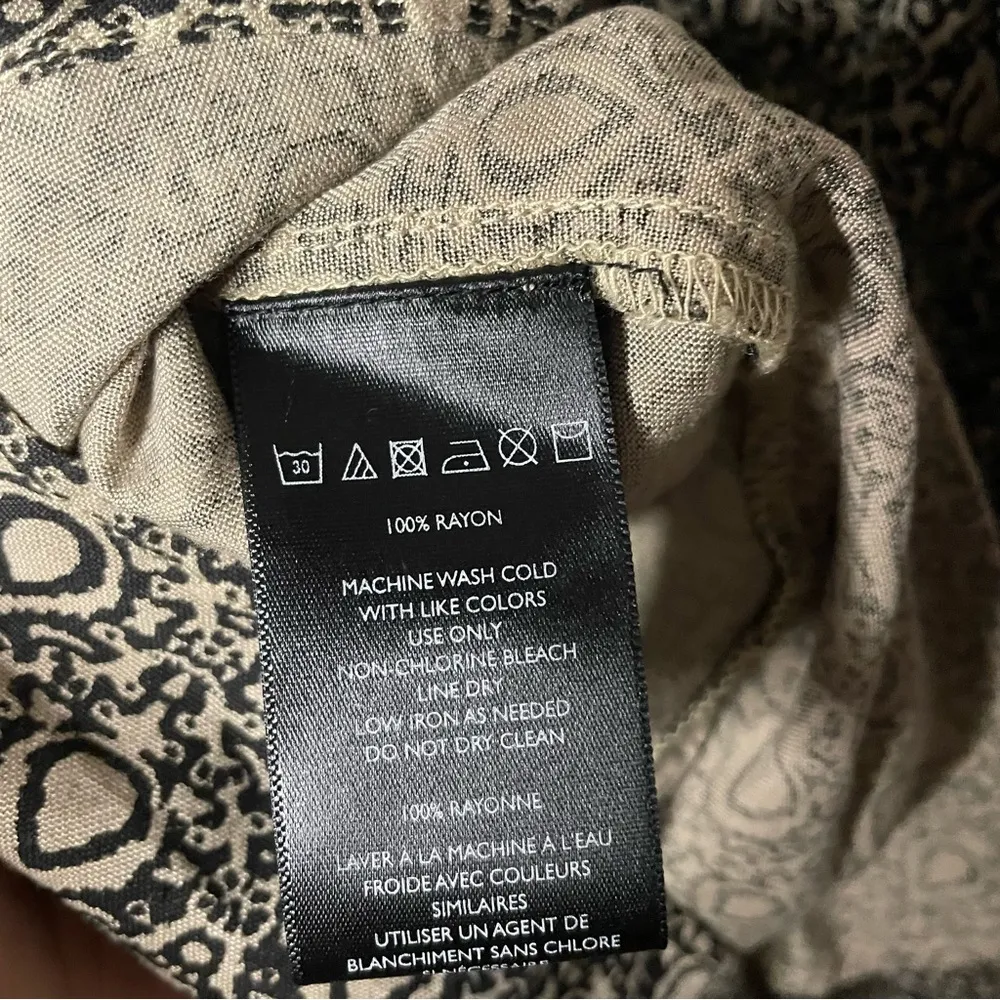 30
100% RAYON
MACHINE WASH COLD
WITH LIKE COLORS
USE ONLY
NON-CHLORINE BLEACH
LINE DRY
LOW IRON AS NEEDED
DO NOT DRY CLEAN
100% RAYONNE
LAVER À LA MACHINE A L'EAU
FROIDE AVEC COULEURS
SIMILAIRES
UTILISER UN AGENT DE
BLANCHIMENT SANS CHLORE
SI NÉCESSAIRE